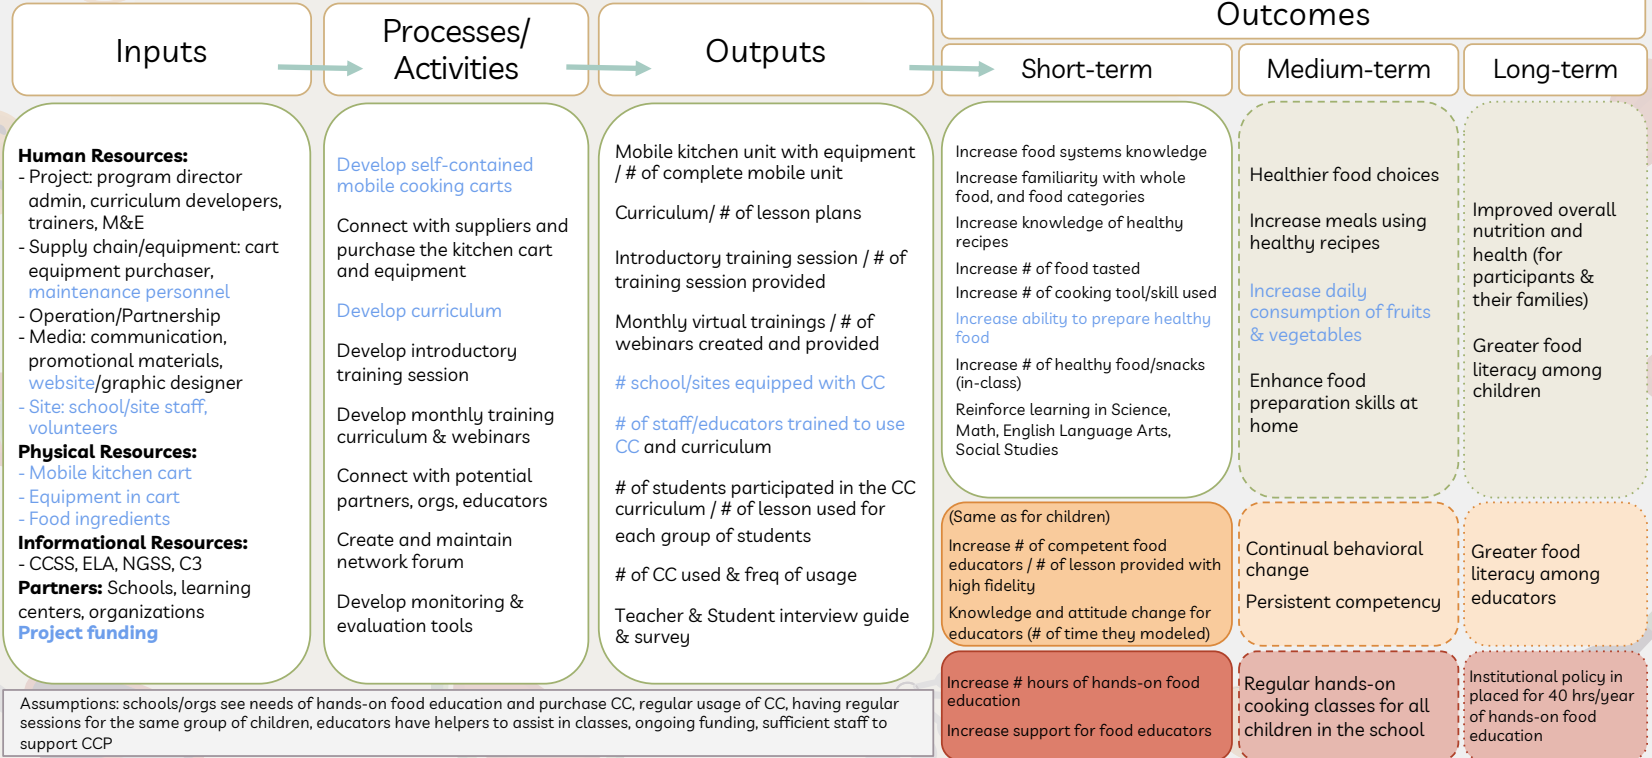 Inputs
Processes/
Activities
Outputs
Outcomes
Short-term
Medium-term
Long-term
Human Resources:
- Project: program director
admin, curriculum developers,
trainers, M&E
- Supply chain/equipment: cart
equipment purchaser,
maintenance personnel
- Operation/Partnership
- Media: communication,
promotional materials,
website/graphic designer
- Site: school/site staff,
volunteers
Physical Resources:
- Mobile kitchen cart
- Equipment in cart
- Food ingredients
Informational Resources:
- CCSS, ELA, NGSS, C3
Partners: Schools, learning
centers, organizations
Project funding
Develop self-contained
mobile cooking carts
Connect with suppliers and
purchase the kitchen cart
and equipment
Develop curriculum
Develop introductory
training session
Develop monthly training
curriculum & webinars
Connect with potential
partners, orgs, educators
Create and maintain
network forum
Develop monitoring &
evaluation tools
Mobile kitchen unit with equipment
/ # of complete mobile unit
Curriculum/ # of lesson plans
Introductory training session / # of
training session provided
Monthly virtual trainings / # of
webinars created and provided
# school/sites equipped with CC
# of staff/educators trained to use
CC and curriculum
# of students participated in the CC
curriculum / # of lesson used for
each group of students
# of CC used & freq of usage
Teacher & Student interview guide
& survey
Increase food systems knowledge
Increase familiarity with whole
food, and food categories
Increase knowledge of healthy
recipes
Increase # of food tasted
Increase # of cooking tool/skill used
Increase ability to prepare healthy
food
Increase # of healthy food/snacks
(in-class)
Reinforce learning in Science,
Math, English Language Arts,
Social Studies
Healthier food choices
Increase meals using
healthy recipes
Increase daily
consumption of fruits
& vegetables
Enhance food
preparation skills at
home
Improved overall
nutrition and
health (for
participants &
their families)
Greater food
literacy among
children
(Same as for children)
Increase # of competent food
educators / # of lesson provided with
high fidelity
Knowledge and attitude change for
educators (# of time they modeled)
Continual behavioral
change
Persistent competency
Greater food
literacy among
educators
Increase # hours of hands-on food
education
Increase support for food educators
Regular hands-on
cooking classes for all
children in the school
Institutional policy in
placed for 40 hrs/year
of hands-on food
education
Assumptions: schools/orgs see needs of hands-on food education and purchase CC, regular usage of CC, having regular
sessions for the same group of children, educators have helpers to assist in classes, ongoing funding, sufficient staff to
support CCP